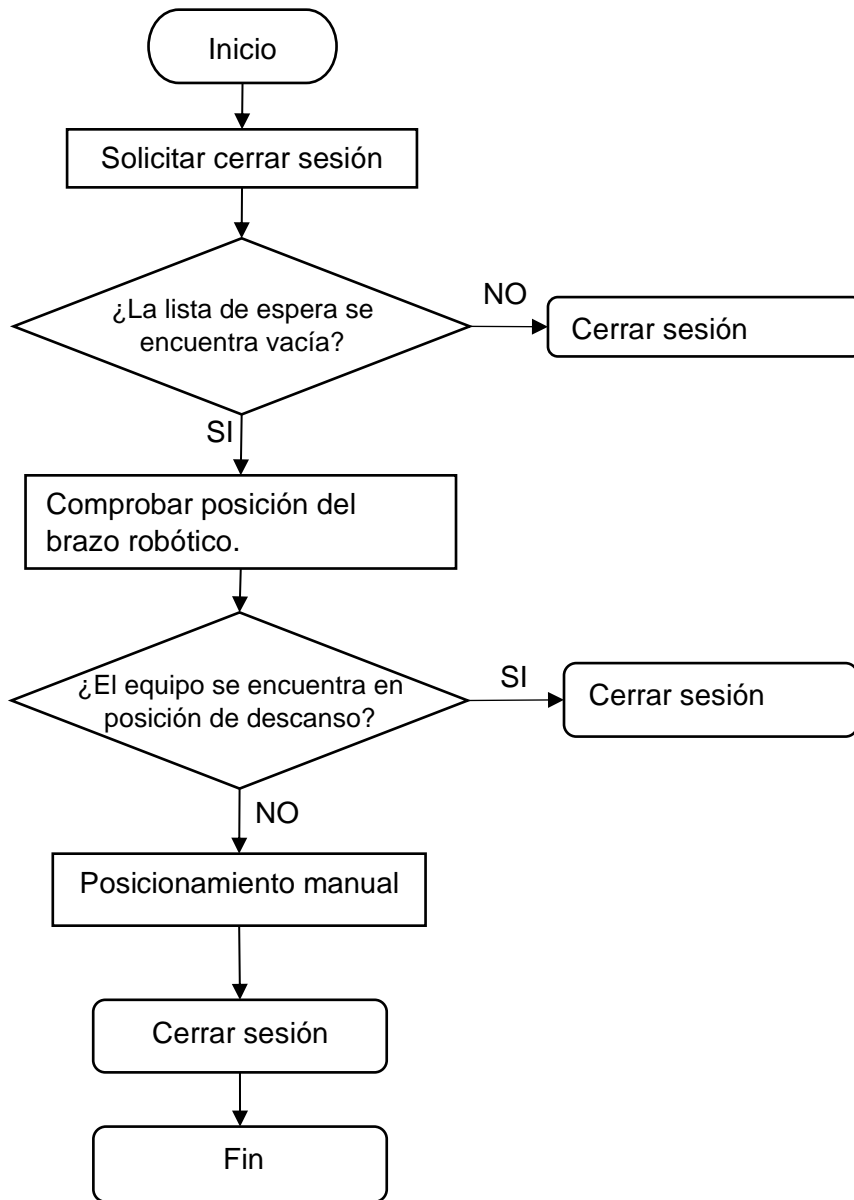 Inicio
Solicitar cerrar sesión
¿La lista de espera se
encuentra vacía?
NO
Cerrar sesión
SI
Comprobar posición del
brazo robótico.
¿El equipo se encuentra en
posición de descanso?
SI
Cerrar sesión
NO
Posicionamiento manual
Cerrar sesión
Fin